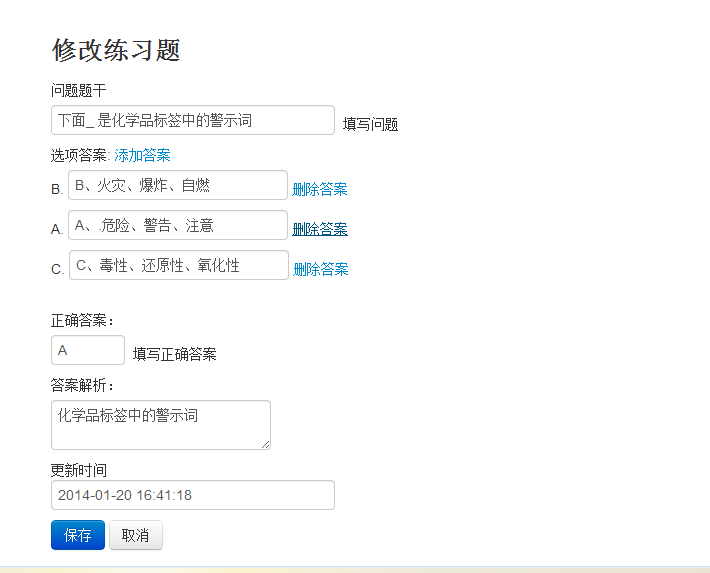 修改练习题
问题题干
下面_ 是化学品标签中的警示词 填写问题
选项答案: 添加答案
B. B、火灾、爆炸、自燃 删除答案
A. A、.危险、警告、注意 删除答案
C. C、毒性、还原性、氧化性 删除答案
正确答案：
A 填写正确答案
答案解析：
化学品标签中的警示词
更新时间
2014-01-20 16:41:18
保存 取消